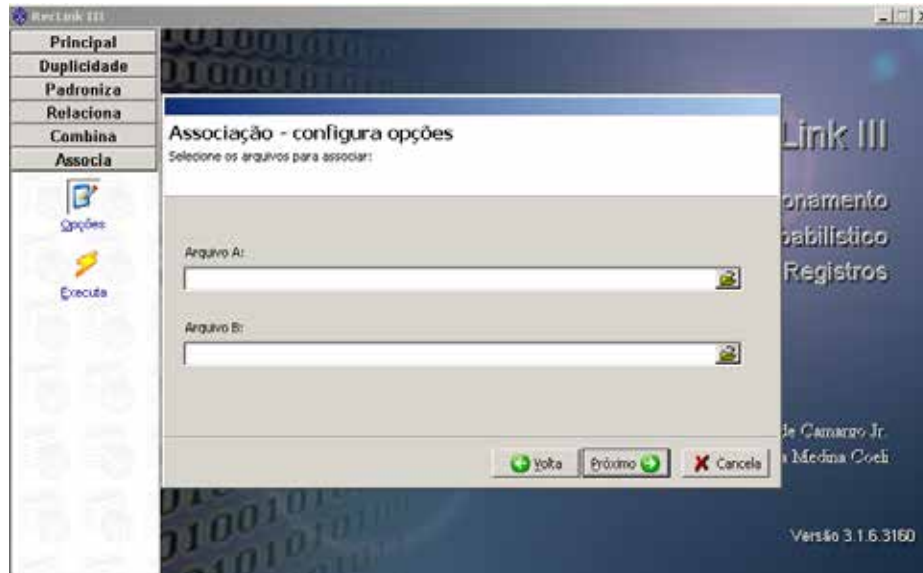 RecLink III
Principal
Duplicidade
Padroniza
Relaciona
Combina
Associa
Opções
Executa
Associação - configura opções
Selecione os arquivos para associar:
Arquivo A:
Arquivo B:
Volta
Próximo
Cancela
Link III
onamento
babilístico
Registros
de Camargo Jr.
a Medina Coeli
Versão 3.1.6.3160